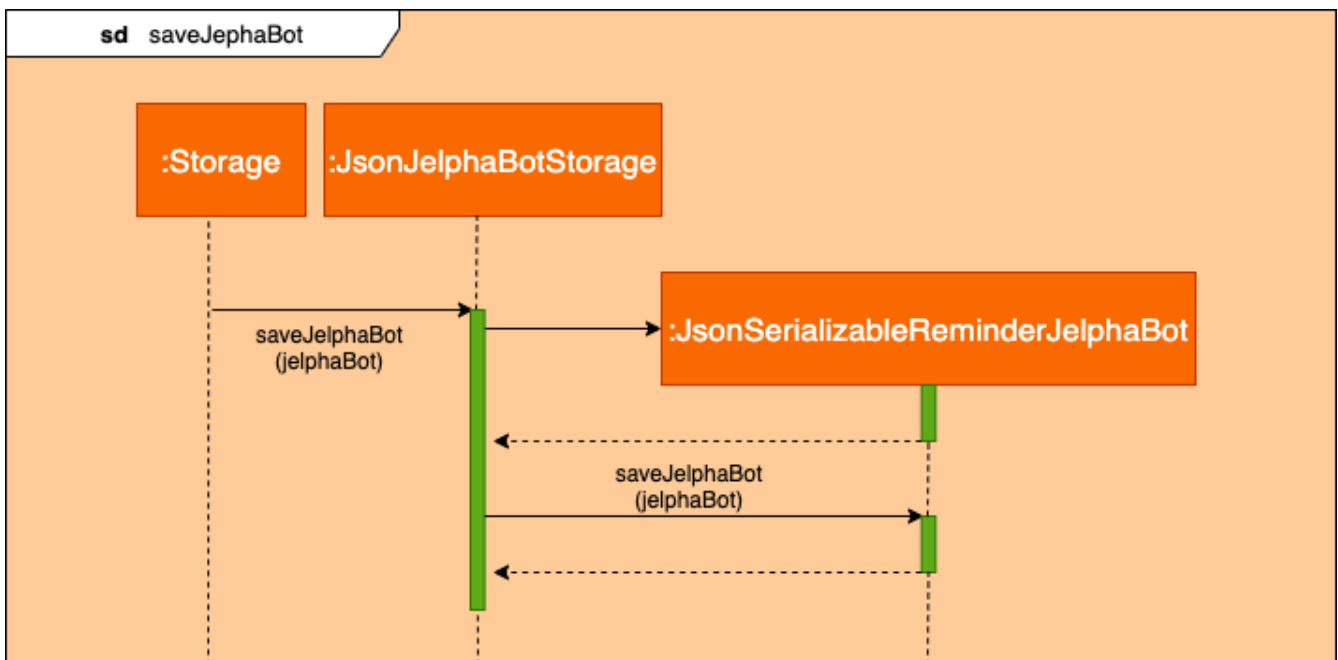 sd saveJephaBot
:Storage
:JsonJelphaBotStorage
:JsonSerializableReminderJelphaBot
saveJelphaBot
(jelphaBot)
saveJelphaBot
(jelphaBot)